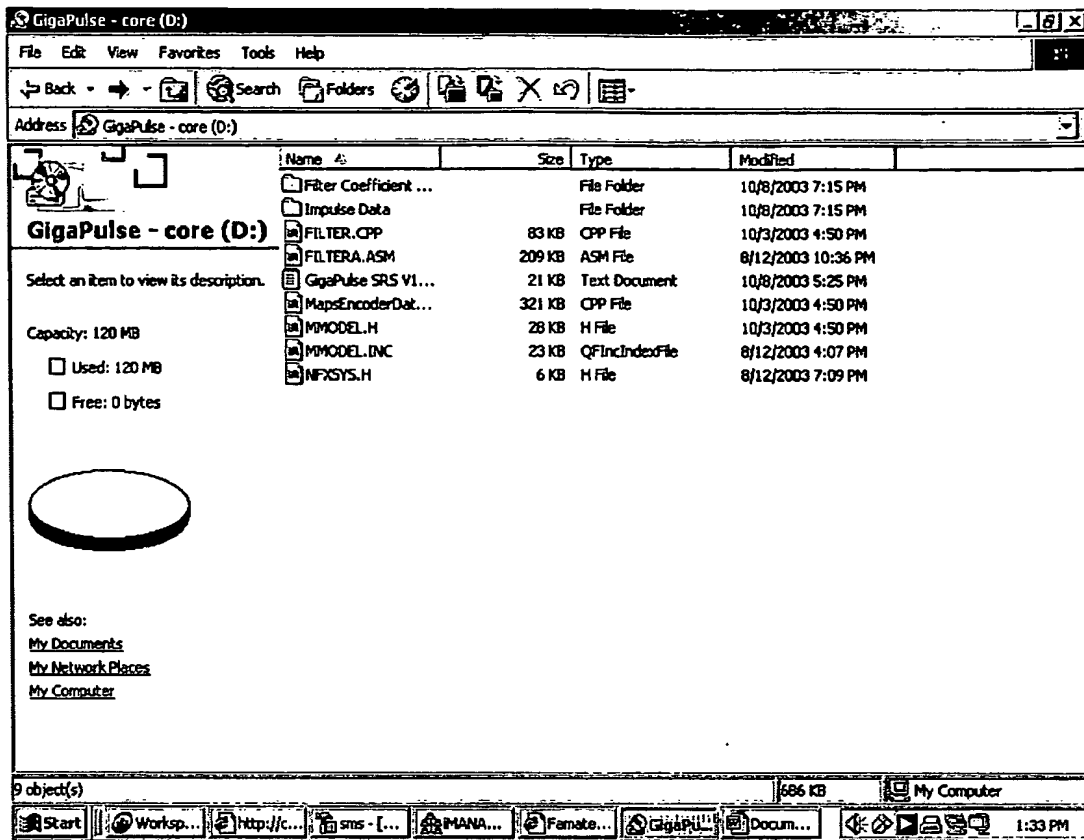 GigaPulse - core (D:)
File Edit View Favorites Tools Help
Back Search Folders
Address GigaPulse - core (D:)
Name Size Type Modified
Filter Coefficient ... File Folder 10/8/2003 7:15 PM
Impulse Data File Folder 10/8/2003 7:15 PM
FILTER.CPP 83 KB CPP File 10/3/2003 4:50 PM
FILTERA.ASM 209 KB ASM File 8/12/2003 10:36 PM
GigaPulse SRS V1... 21 KB Text Document 10/8/2003 5:25 PM
MapsEncoderDat... 321 KB CPP File 10/3/2003 4:50 PM
MMODEL.H 28 KB H File 10/3/2003 4:50 PM
MMODEL.INC 23 KB QFIncIndexFile 8/12/2003 4:07 PM
NFXSYS.H 6 KB H File 8/12/2003 7:09 PM
GigaPulse - core (D:)
Select an item to view its description.
Capacity: 120 MB
Used: 120 MB
Free: 0 bytes
See also:
My Documents
My Network Places
My Computer
9 object(s) 686 KB My Computer
Start Worksp... http://c... sms - [... iMANA... Famate... GigaPul... Docum... 1:33 PM